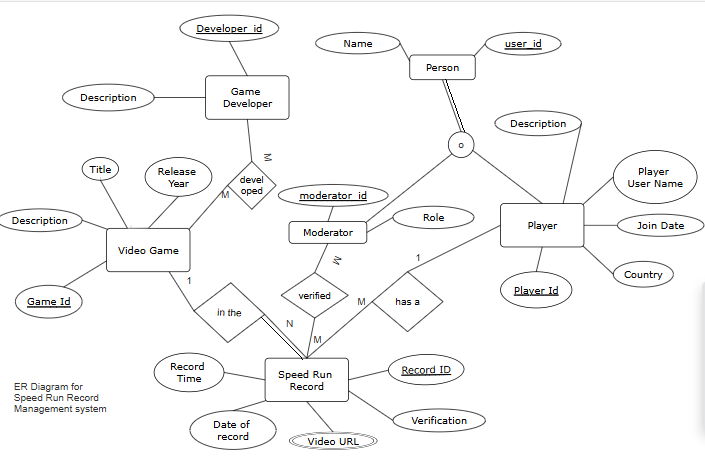 Developer_id
Name
user_id
Person
Game
Developer
Description
Description
o
M
Title
Release
Year
devel
oped
M
moderator_id
Player
User Name
Description
Role
Moderator
Player
Join Date
Video Game
M
1
Country
1
Game Id
verified
M
has a
Player Id
in the
N
M
Record
Time
Speed Run
Record
Record ID
ER Diagram for
Speed Run Record
Management system
Date of
record
Verification
Video URL